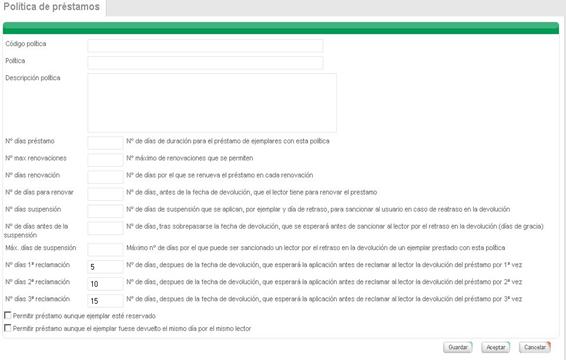 Política de préstamos
Código política
Política
Descripción política
Nº días préstamo Nº de días de duración para el préstamo de ejemplares con esta política
Nº max renovaciones Nº máximo de renovaciones que se permiten
Nº días renovación Nº de días por el que se renueva el préstamo en cada renovación
Nº de días para renovar Nº de días, antes de la fecha de devolución, que el lector tiene para renovar el prestamo
Nº días suspensión Nº de días de suspensión que se aplican, por ejemplar y día de retraso, para sancionar al usuario en caso de reatraso en la devolución
Nº de días antes de la suspensión Nº de días, tras sobrepasarse la fecha de devolución, que se esperará antes de sancionar al lector por el retraso en la devolución (días de gracia)
Máx. días de suspensión Máximo nº de días por el que puede ser sancionado un lector por el retraso en la devolución de un ejemplar prestado con esta política
Nº días 1ª reclamación 5 Nº de días, despues de la fecha de devolución, que esperará la aplicación antes de reclamar al lector la devolución del préstamo por 1ª vez
Nº días 2ª reclamación 10 Nº de días, despues de la fecha de devolución, que esperará la aplicación antes de reclamar al lector la devolución del préstamo por 2ª vez
Nº días 3ª reclamación 15 Nº de días, despues de la fecha de devolución, que esperará la aplicación antes de reclamar al lector la devolución del préstamo por 3ª vez
Permitir préstamo aunque ejemplar esté reservado
Permitir préstamo aunque el ejemplar fuese devuelto el mismo día por el mismo lector
Guardar Aceptar Cancelar